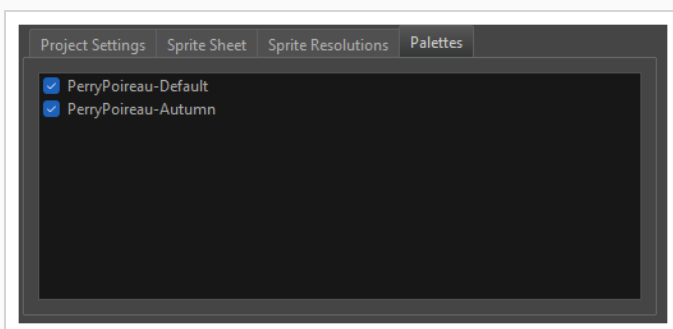 Project Settings Sprite Sheet Sprite Resolutions Palettes
PerryPoireau-Default
PerryPoireau-Autumn